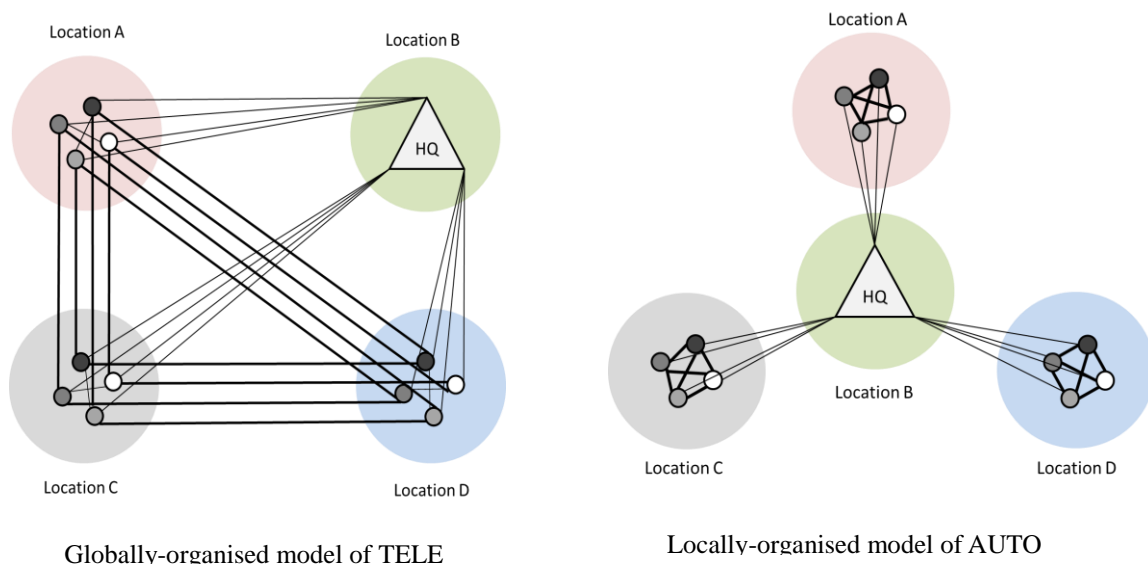 Location A
Location B
HQ
Location C
Location D
Globally-organised model of TELE
Location A
HQ
Location B
Location C
Location D
Locally-organised model of AUTO